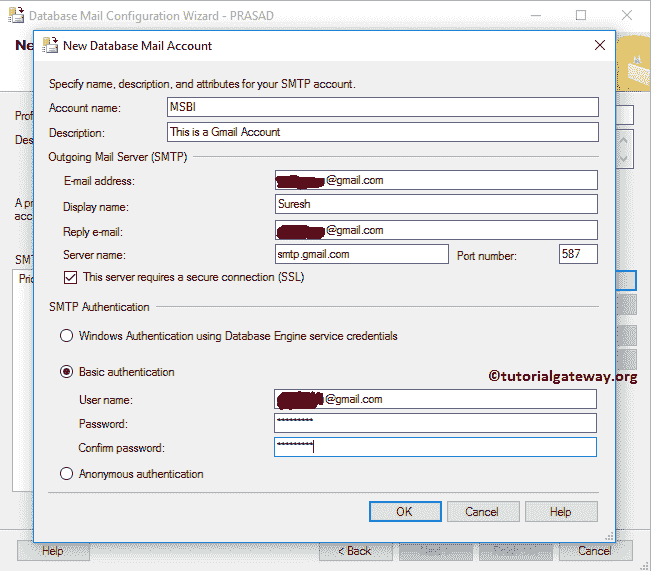 Database Mail Configuration Wizard - PRASAD
New Database Mail Account
Specify name, description, and attributes for your SMTP account.
Account name: MSBI
Description: This is a Gmail Account
Outgoing Mail Server (SMTP)
E-mail address: @gmail.com
Display name: Suresh
Reply e-mail: @gmail.com
Server name: smtp.gmail.com Port number: 587
This server requires a secure connection (SSL)
SMTP Authentication
Windows Authentication using Database Engine service credentials
Basic authentication
©tutorialgateway.org
User name: @gmail.com
Password: *********
Confirm password: *********
Anonymous authentication
OK Cancel Help
Help < Back Cancel